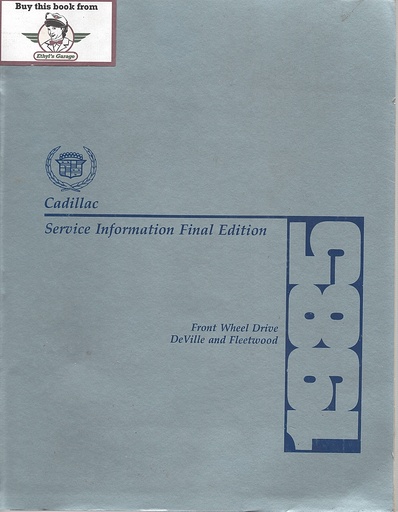 Buy this book from
Ethyl's Garage
Cadillac
Service Information Final Edition
Front Wheel Drive
DeVille and Fleetwood
1985